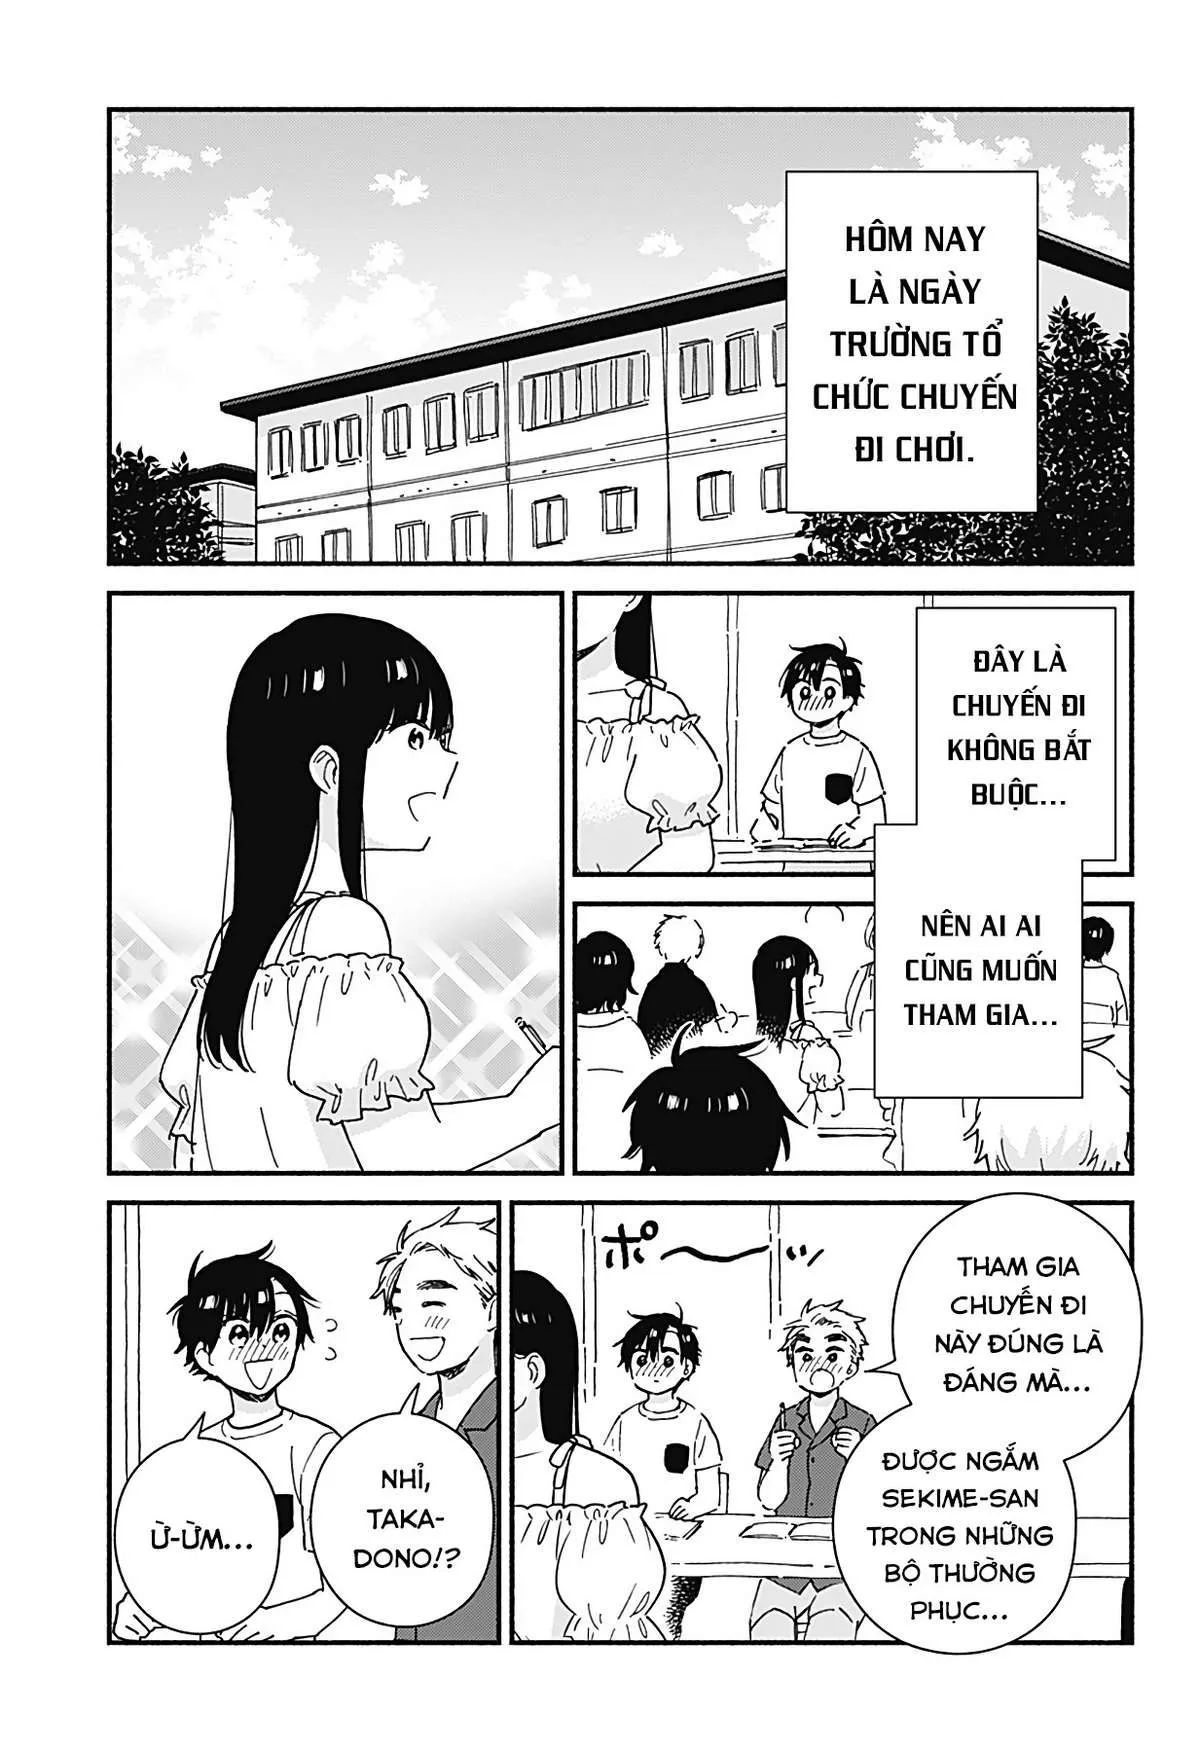 HÔM NAY
LÀ NGÀY
TRƯỜNG TỔ
CHỨC CHUYẾN
ĐI CHƠI.
ĐÂY LÀ
CHUYẾN ĐI
KHÔNG BẮT
BUỘC...
NÊN AI AI
CŨNG MUỐN
THAM GIA...
THAM GIA
CHUYẾN ĐI
NÀY ĐÚNG LÀ
ĐÁNG MÀ...
ĐƯỢC NGẮM
SEKIME-SAN
TRONG NHỮNG
BỘ THƯỜNG
PHỤC...
ポ〜ッ
NHỈ,
TAKA-
DONO!?
Ừ-ỪM...